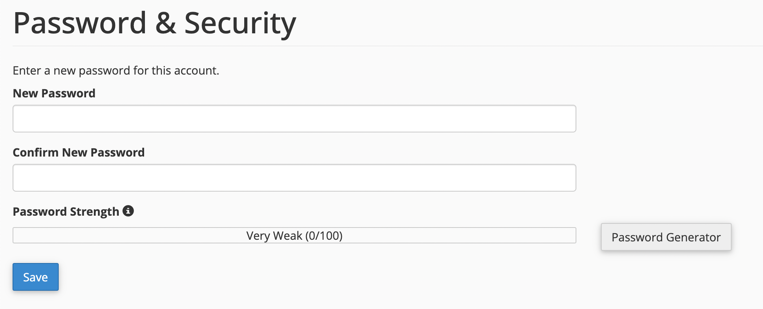 Password & Security
Enter a new password for this account.
New Password
Confirm New Password
Password Strength
Very Weak (0/100)
Password Generator
Save